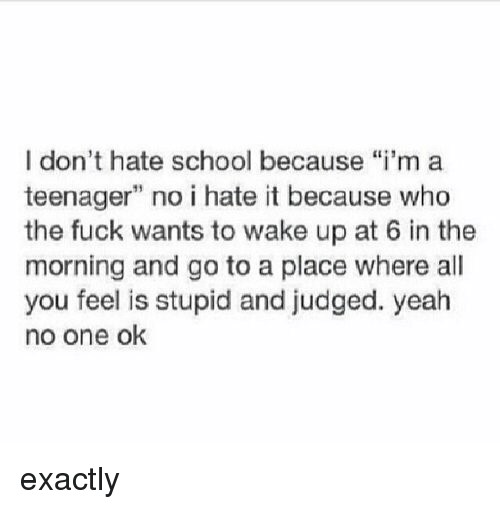 I don't hate school because “i'm a
teenager” no i hate it because who
the fuck wants to wake up at 6 in the
morning and go to a place where all
you feel is stupid and judged. yeah
no one ok
exactly